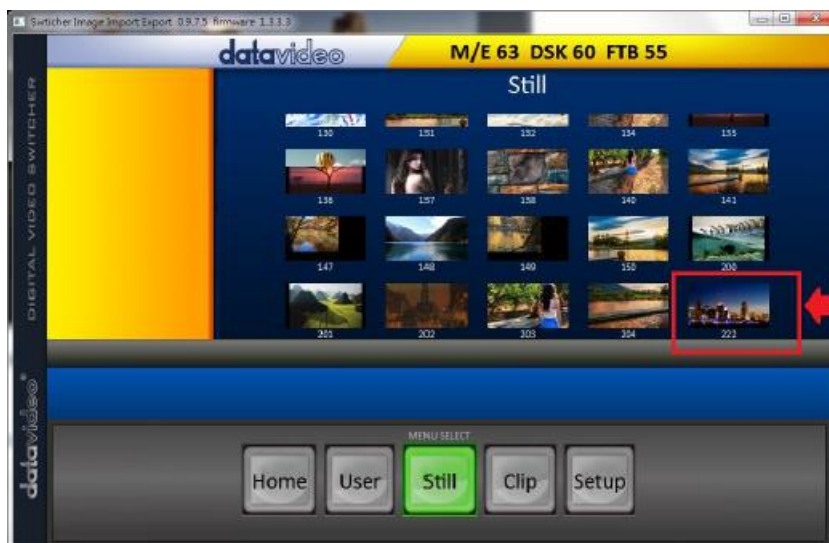 Switcher Image Import Export 0.9.7.5 firmware 1.3.3.3
datavideo
M/E 63 DSK 60 FTB 55
Still
130 131 132 134 135
136 137 138 140 141
147 148 149 150 200
201 202 203 204 222
DIGITAL VIDEO SWITCHER
datavideo®
MENU SELECT
Home User Still Clip Setup